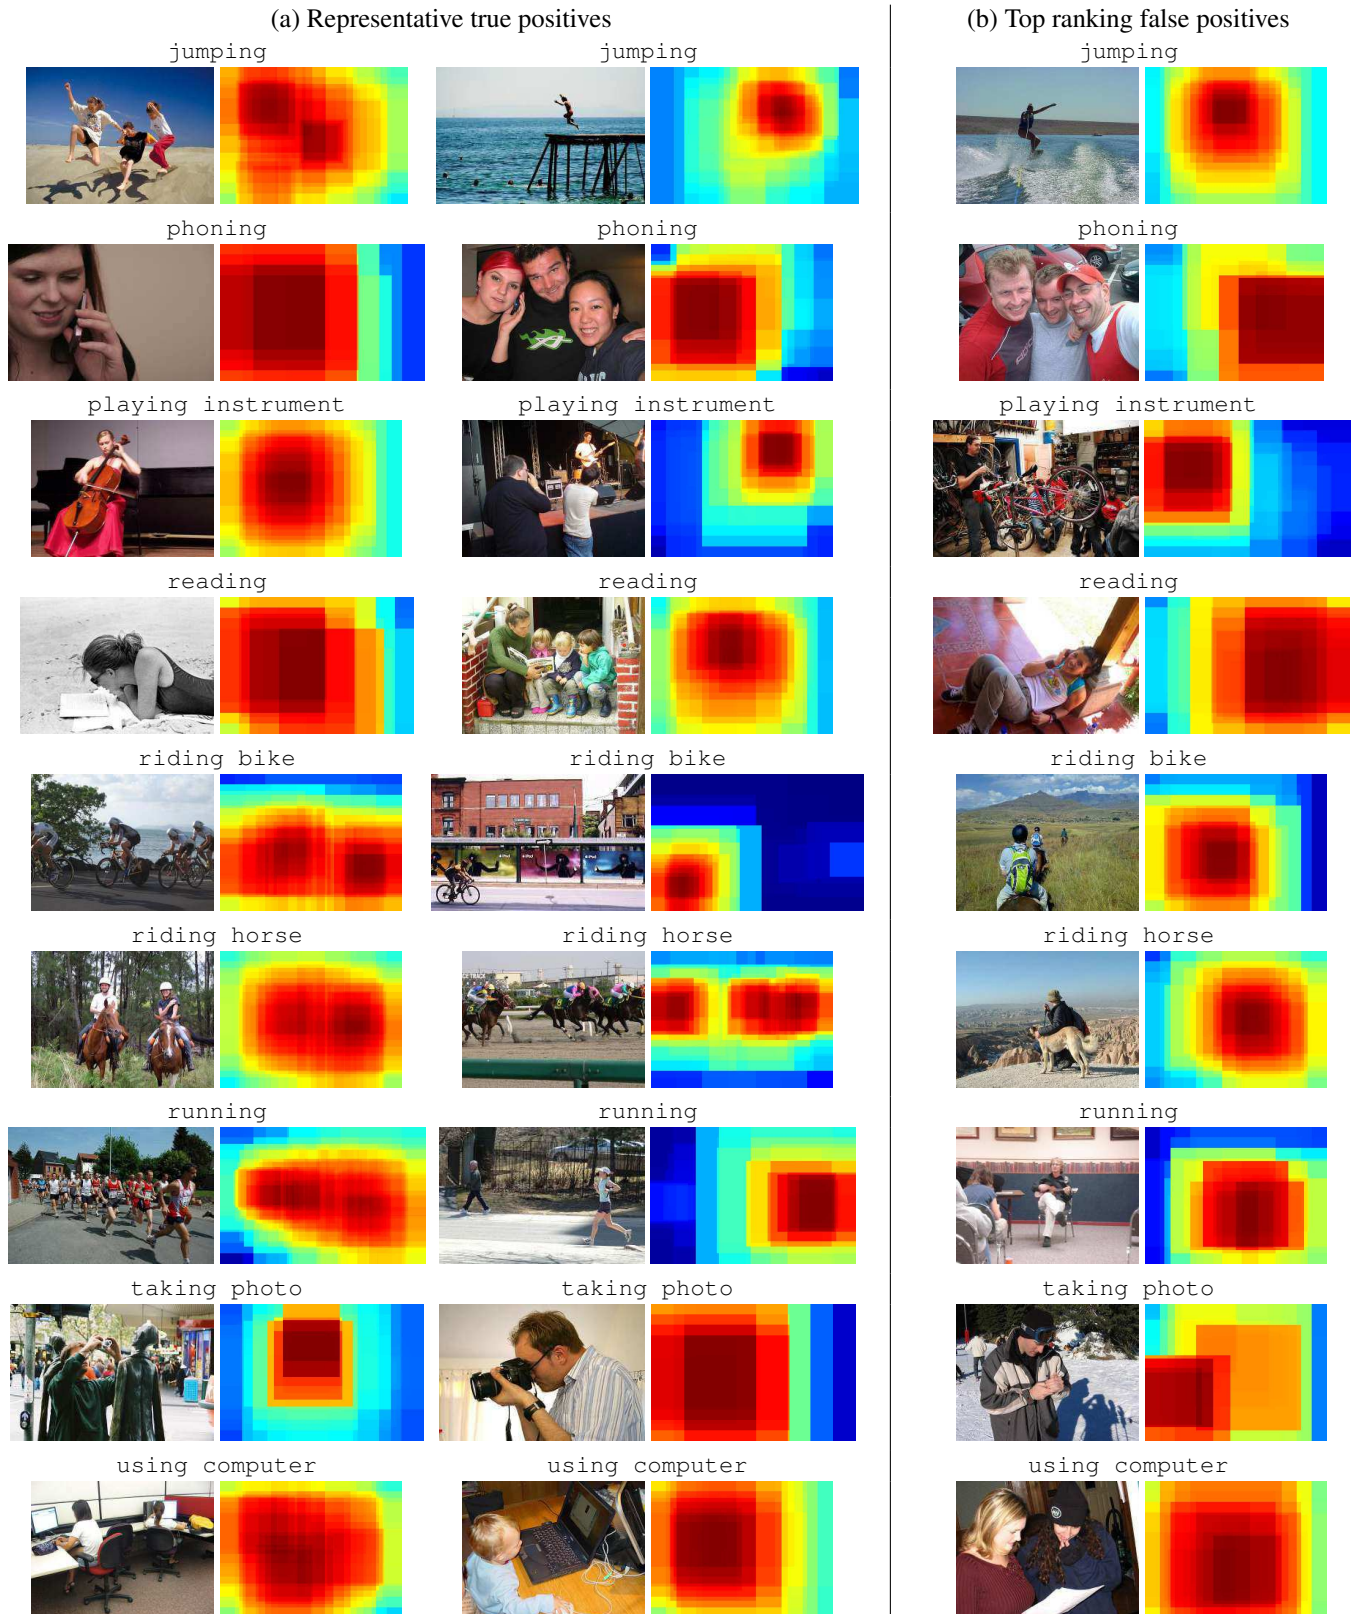 (a) Representative true positives
(b) Top ranking false positives
jumping
jumping
jumping
phoning
phoning
phoning
playing instrument
playing instrument
playing instrument
reading
reading
reading
riding bike
riding bike
riding bike
riding horse
riding horse
riding horse
running
running
running
taking photo
taking photo
taking photo
using computer
using computer
using computer